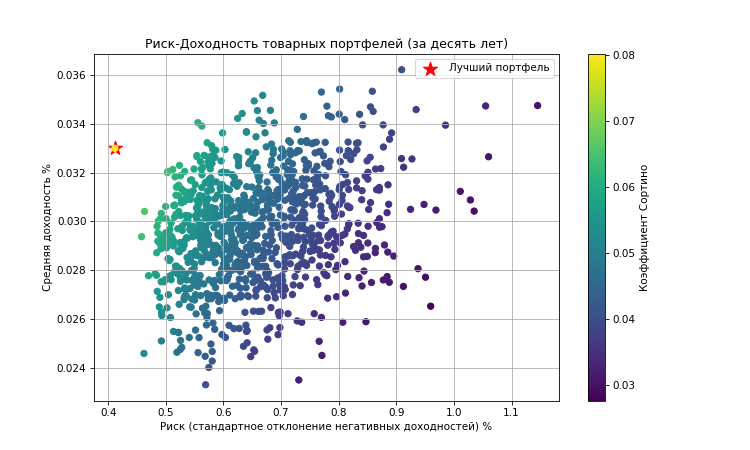 Риск-Доходность товарных портфелей (за десять лет)
Лучший портфель
Средняя доходность %
0.036
0.034
0.032
0.030
0.028
0.026
0.024
0.4 0.5 0.6 0.7 0.8 0.9 1.0 1.1
Риск (стандартное отклонение негативных доходностей) %
0.08
0.07
0.06
0.05
0.04
0.03
Коэффициент Сортино